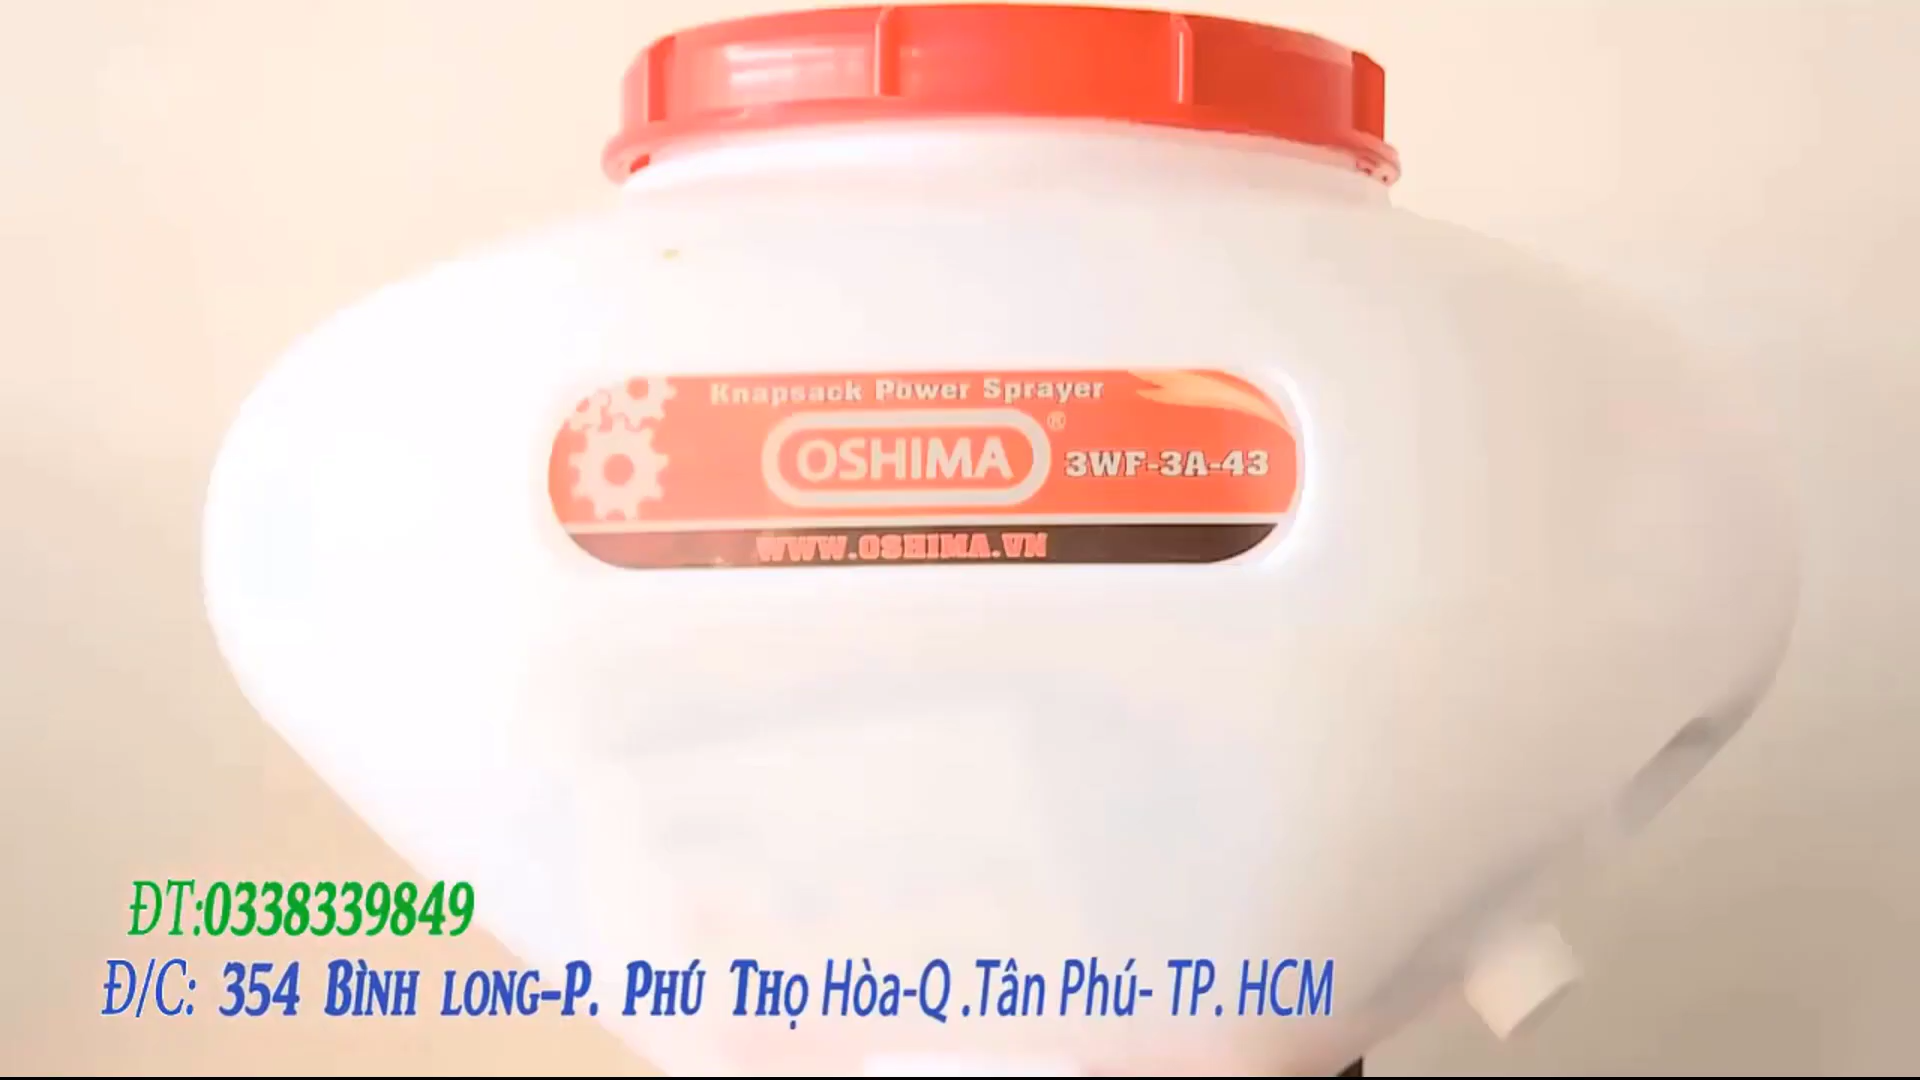 Knapsack Power Sprayer
OSHIMA® 3WF-3A-43
WWW.OSHIMA.VN
ĐT:0338339849
Đ/C: 354 BÌNH LONG-P. PHÚ THọ Hòa-Q .Tân Phú- TP. HCM